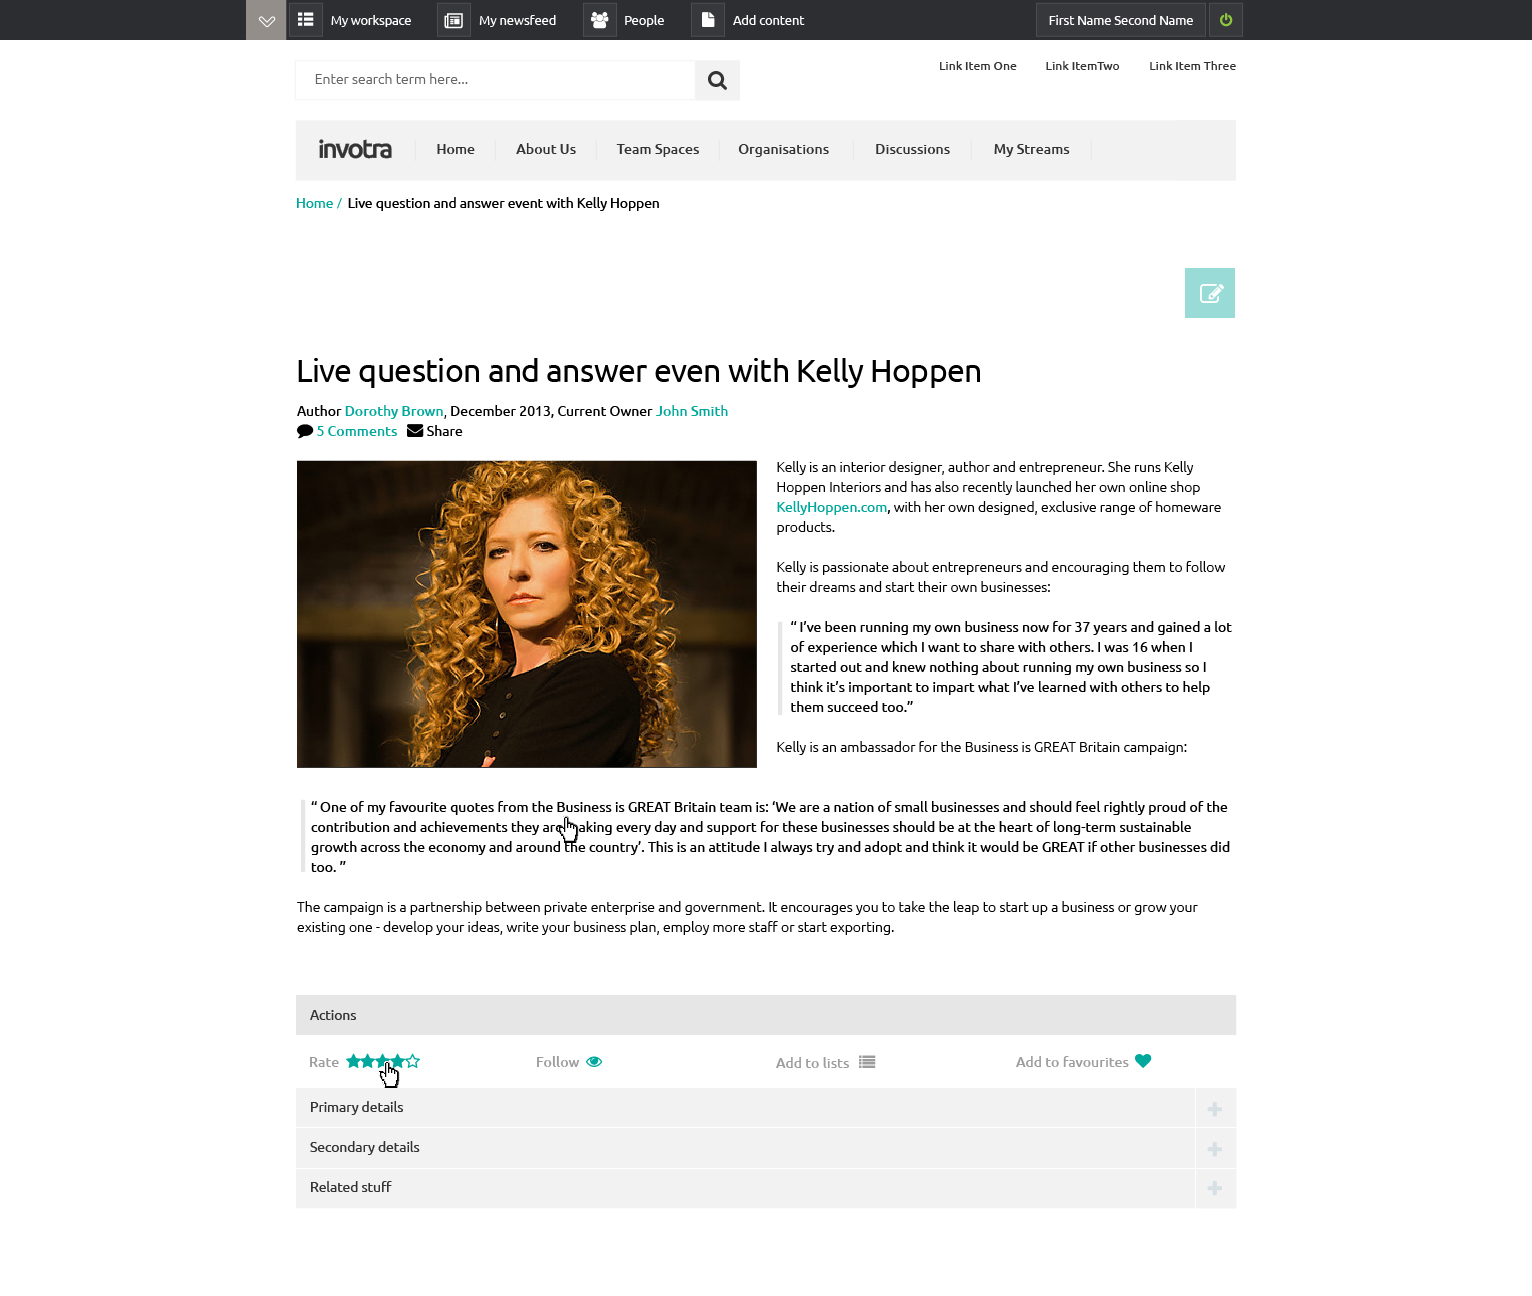 My workspace
My newsfeed
People
Add content
First Name Second Name
Enter search term here...
Link Item One
Link ItemTwo
Link Item Three
invotra
Home
About Us
Team Spaces
Organisations
Discussions
My Streams
Home / Live question and answer event with Kelly Hoppen
Live question and answer even with Kelly Hoppen
Author Dorothy Brown, December 2013, Current Owner John Smith
5 Comments Share
Kelly is an interior designer, author and entrepreneur. She runs Kelly
Hoppen Interiors and has also recently launched her own online shop
KellyHoppen.com, with her own designed, exclusive range of homeware
products.
Kelly is passionate about entrepreneurs and encouraging them to follow
their dreams and start their own businesses:
“ I’ve been running my own business now for 37 years and gained a lot
of experience which I want to share with others. I was 16 when I
started out and knew nothing about running my own business so I
think it’s important to impart what I’ve learned with others to help
them succeed too.”
Kelly is an ambassador for the Business is GREAT Britain campaign:
“ One of my favourite quotes from the Business is GREAT Britain team is: ‘We are a nation of small businesses and should feel rightly proud of the
contribution and achievements they are making every day and support for these businesses should be at the heart of long-term sustainable
growth across the economy and around the country’. This is an attitude I always try and adopt and think it would be GREAT if other businesses did
too. ”
The campaign is a partnership between private enterprise and government. It encourages you to take the leap to start up a business or grow your
existing one - develop your ideas, write your business plan, employ more staff or start exporting.
Actions
Rate
Follow
Add to lists
Add to favourites
Primary details
Secondary details
Related stuff